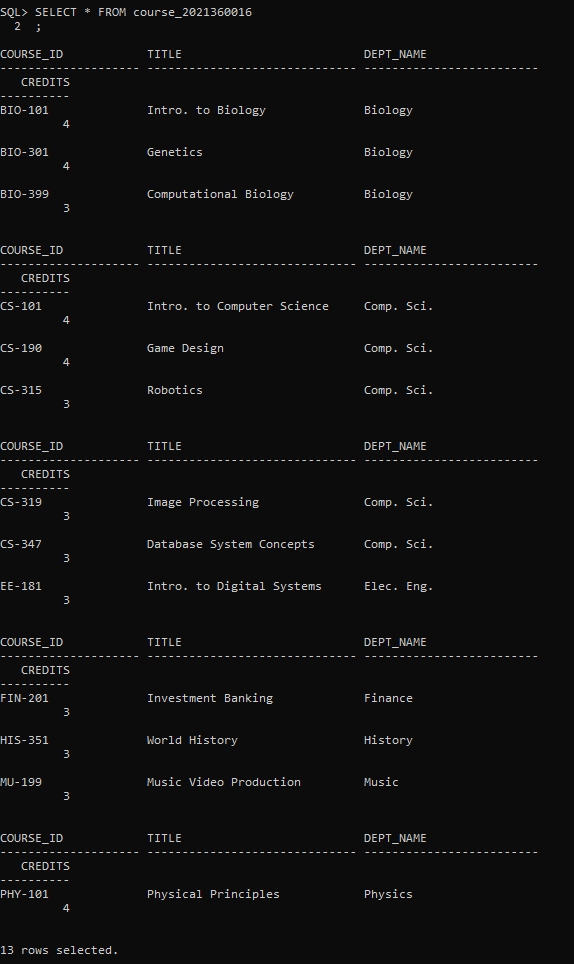 SQL> SELECT * FROM course_2021360016
  2  ;

COURSE_ID            TITLE                          DEPT_NAME
-------------------- ------------------------------ -------------------------
   CREDITS
----------
BIO-101              Intro. to Biology              Biology
         4

BIO-301              Genetics                       Biology
         4

BIO-399              Computational Biology          Biology
         3


COURSE_ID            TITLE                          DEPT_NAME
-------------------- ------------------------------ -------------------------
   CREDITS
----------
CS-101               Intro. to Computer Science     Comp. Sci.
         4

CS-190               Game Design                    Comp. Sci.
         4

CS-315               Robotics                       Comp. Sci.
         3


COURSE_ID            TITLE                          DEPT_NAME
-------------------- ------------------------------ -------------------------
   CREDITS
----------
CS-319               Image Processing               Comp. Sci.
         3

CS-347               Database System Concepts       Comp. Sci.
         3

EE-181               Intro. to Digital Systems      Elec. Eng.
         3


COURSE_ID            TITLE                          DEPT_NAME
-------------------- ------------------------------ -------------------------
   CREDITS
----------
FIN-201              Investment Banking             Finance
         3

HIS-351              World History                  History
         3

MU-199               Music Video Production         Music
         3


COURSE_ID            TITLE                          DEPT_NAME
-------------------- ------------------------------ -------------------------
   CREDITS
----------
PHY-101              Physical Principles            Physics
         4


13 rows selected.